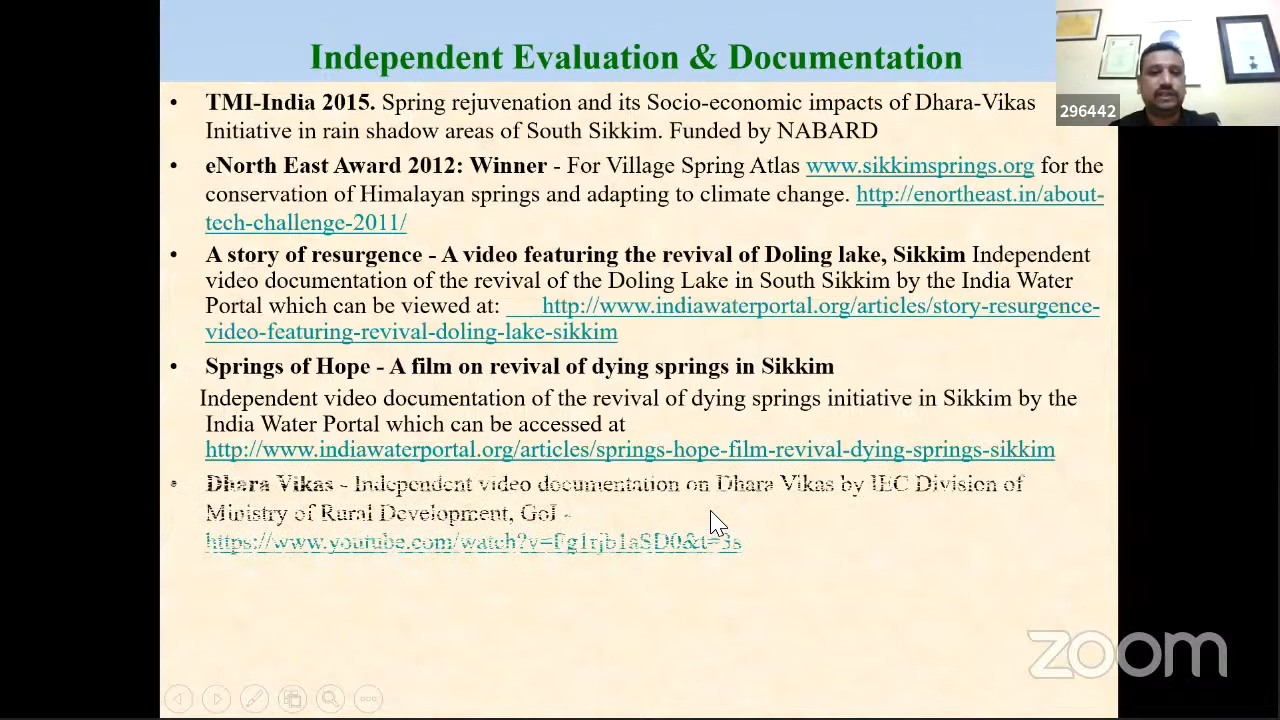 Independent Evaluation & Documentation
296442
• TMI-India 2015. Spring rejuvenation and its Socio-economic impacts of Dhara-Vikas
Initiative in rain shadow areas of South Sikkim. Funded by NABARD
• eNorth East Award 2012: Winner - For Village Spring Atlas www.sikkimsprings.org for the
conservation of Himalayan springs and adapting to climate change. http://enortheast.in/about-
tech-challenge-2011/
• A story of resurgence - A video featuring the revival of Doling lake, Sikkim Independent
video documentation of the revival of the Doling Lake in South Sikkim by the India Water
Portal which can be viewed at: http://www.indiawaterportal.org/articles/story-resurgence-
video-featuring-revival-doling-lake-sikkim
• Springs of Hope - A film on revival of dying springs in Sikkim
Independent video documentation of the revival of dying springs initiative in Sikkim by the
India Water Portal which can be accessed at
http://www.indiawaterportal.org/articles/springs-hope-film-revival-dying-springs-sikkim
• Dhara Vikas - Independent video documentation on Dhara Vikas by IEC Division of
Ministry of Rural Development, GoI -
zoom